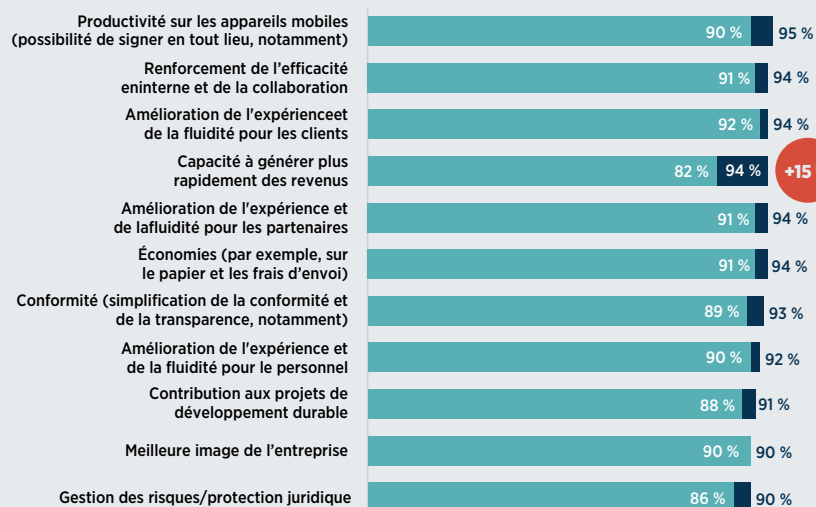 Productivité sur les appareils mobiles
(possibilité de signer en tout lieu, notamment)
90 % 95 %
Renforcement de l’efficacité
eninterne et de la collaboration
91 % 94 %
Amélioration de l'expérienceet
de la fluidité pour les clients
92 % 94 %
Capacité à générer plus
rapidement des revenus
82 % 94 % +15
Amélioration de l'expérience et
de lafluidité pour les partenaires
91 % 94 %
Économies (par exemple, sur
le papier et les frais d’envoi)
91 % 94 %
Conformité (simplification de la conformité et
de la transparence, notamment)
89 % 93 %
Amélioration de l'expérience et
de la fluidité pour le personnel
90 % 92 %
Contribution aux projets de
développement durable
88 % 91 %
Meilleure image de l’entreprise
90 % 90 %
Gestion des risques/protection juridique
86 % 90 %